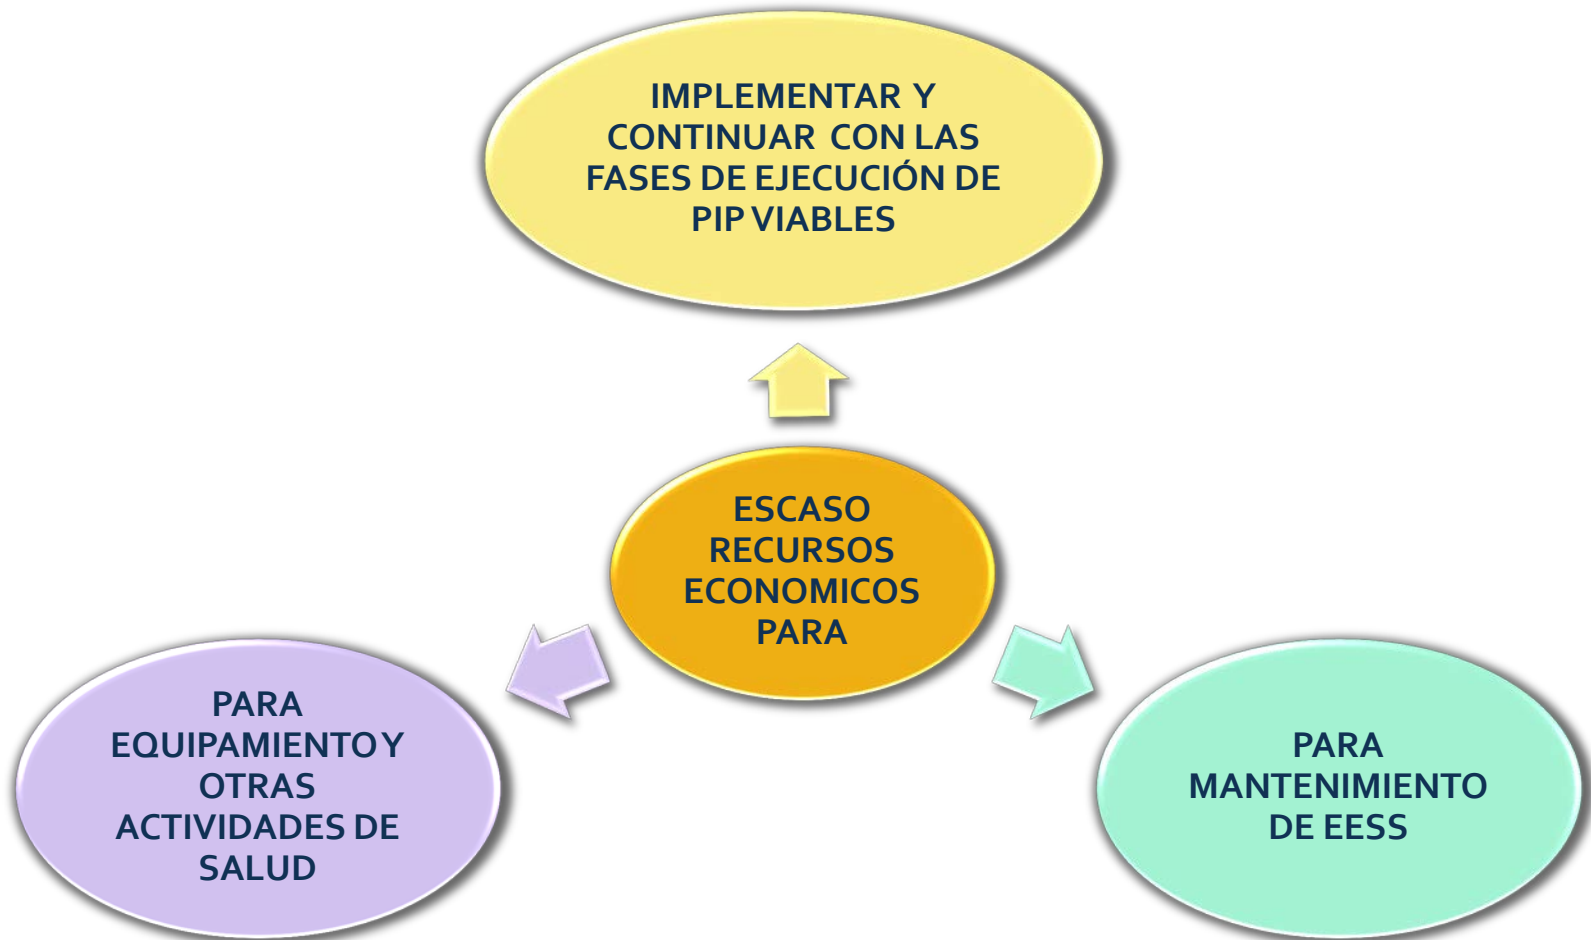 IMPLEMENTAR Y
CONTINUAR CON LAS
FASES DE EJECUCIÓN DE
PIP VIABLES
ESCASO
RECURSOS
ECONOMICOS
PARA
PARA
EQUIPAMIENTO Y
OTRAS
ACTIVIDADES DE
SALUD
PARA
MANTENIMIENTO
DE EESS